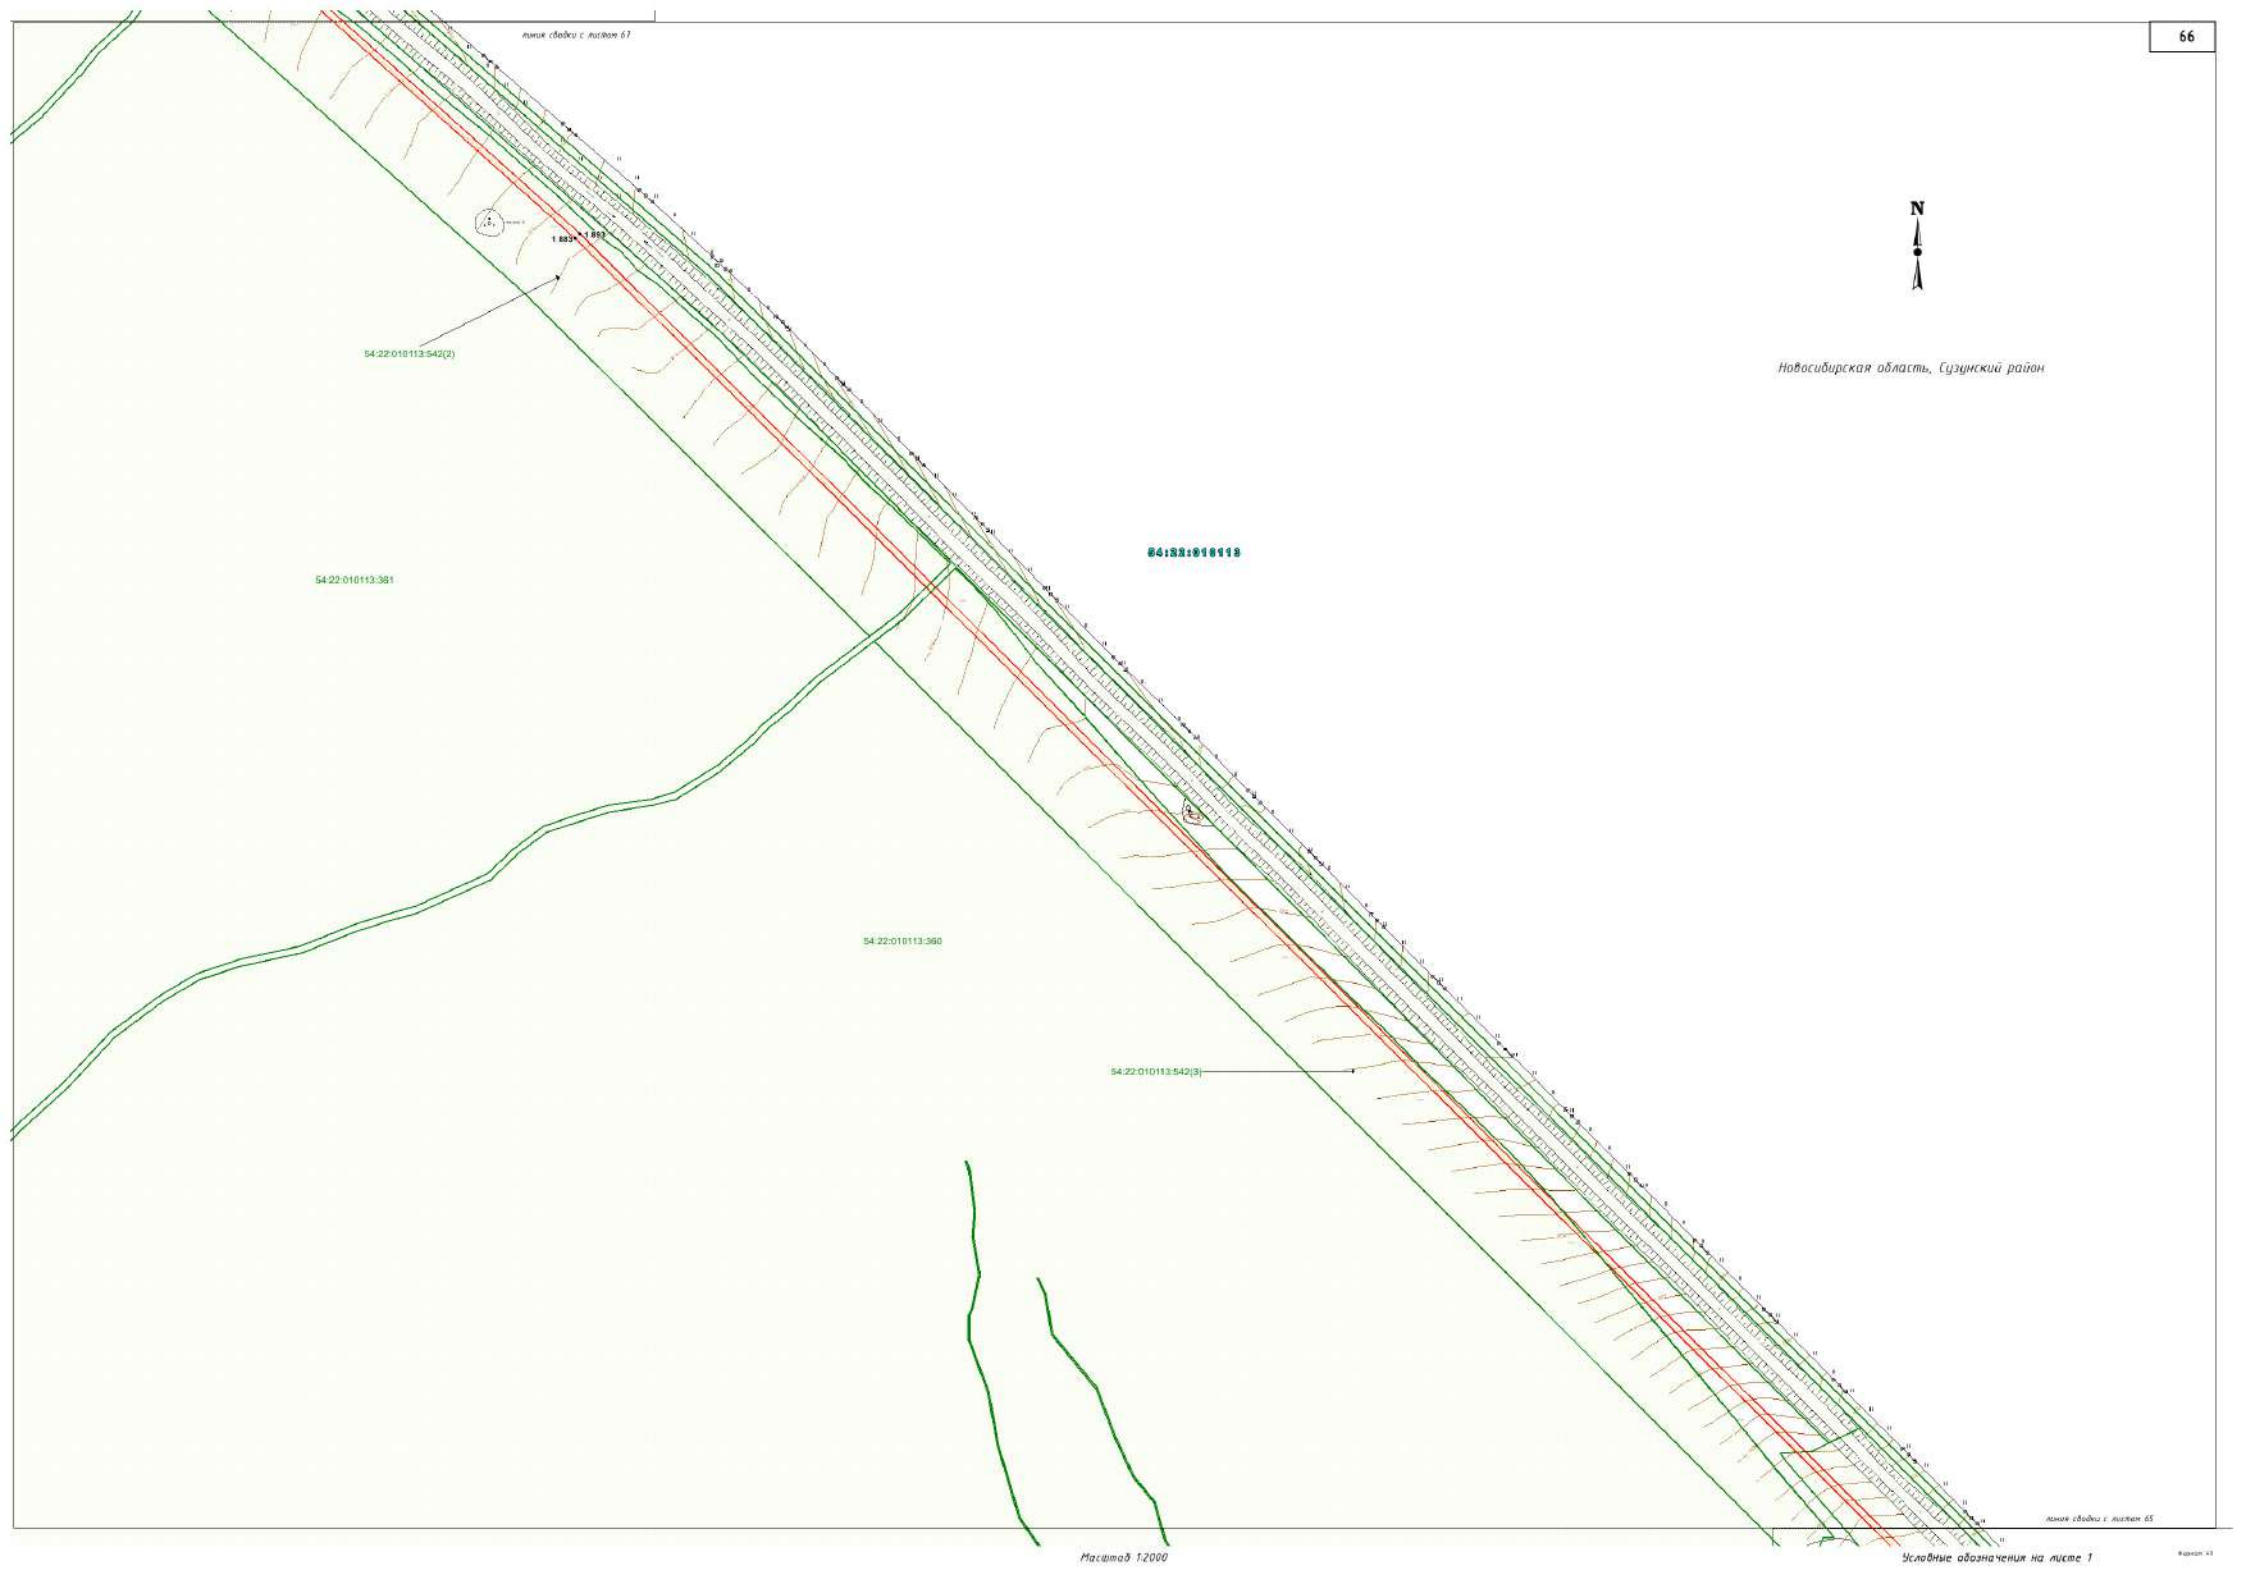 линия сводки с листом 67
66
N
1 883
1 893
54:22:010113:542(2)
Новосибирская область, Сузунский район
54:22:010113
54:22:010113:361
54:22:010113:360
54:22:010113:542(3)
линия сводки с листом 65
Масштаб 1:2000
Условные обозначения на листе 1